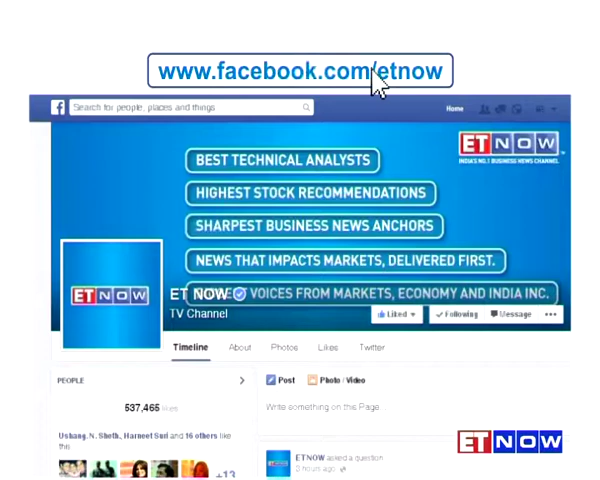 www.facebook.com/etnow
Search for people, places and things
Home
ET NOW
INDIA'S NO.1 BUSINESS NEWS CHANNEL
BEST TECHNICAL ANALYSTS
HIGHEST STOCK RECOMMENDATIONS
SHARPEST BUSINESS NEWS ANCHORS
NEWS THAT IMPACTS MARKETS, DELIVERED FIRST.
VOICES FROM MARKETS, ECONOMY AND INDIA INC.
ET NOW
ET NOW
TV Channel
Liked
Following
Message
Timeline About Photos Likes Twitter
PEOPLE
537,465 likes
Ushang. N. Sheth, Harneet Suri and 16 others like
this
+13
Post Photo / Video
Write something on this Page
ETNOW asked a question
2 hours ago
ET NOW